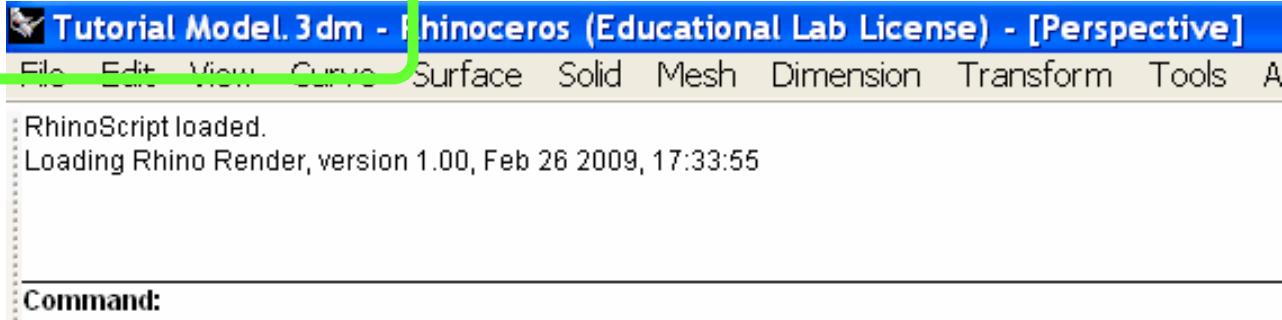 Tutorial Model.3dm - Rhinoceros (Educational Lab License) - [Perspective]
File Edit View Curve Surface Solid Mesh Dimension Transform Tools A
RhinoScript loaded.
Loading Rhino Render, version 1.00, Feb 26 2009, 17:33:55
Command: